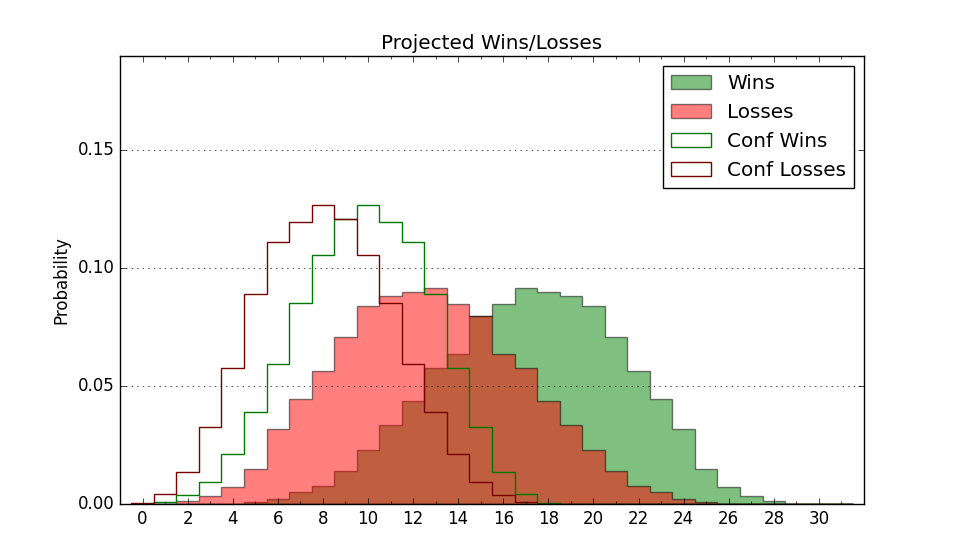 Projected Wins/Losses
Wins
Losses
Conf Wins
Conf Losses
Probability
0.15
0.10
0.05
0.00
0 2 4 6 8 10 12 14 16 18 20 22 24 26 28 30